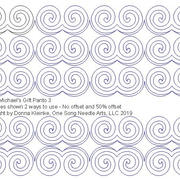 Michael's Gift Panto 3
es shown 2 ways to use - No offset and 50% offset
ght by Donna Kleinke, One Song Needle Arts, LLC 2019